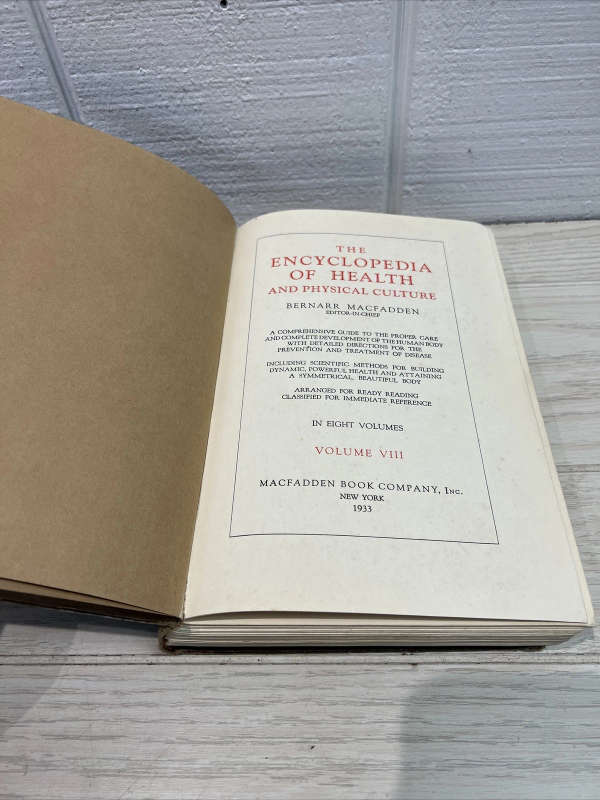 THE
ENCYCLOPEDIA
OF HEALTH
AND PHYSICAL CULTURE
BERNARR MACFADDEN
EDITOR-IN-CHIEF
A COMPREHENSIVE GUIDE TO THE PROPER CARE
AND COMPLETE DEVELOPMENT OF THE HUMAN BODY
WITH DETAILED DIRECTIONS FOR THE
PREVENTION AND TREATMENT OF DISEASE
INCLUDING SCIENTIFIC METHODS FOR BUILDING
DYNAMIC, POWERFUL HEALTH AND ATTAINING
A SYMMETRICAL, BEAUTIFUL BODY
ARRANGED FOR READY READING
CLASSIFIED FOR IMMEDIATE REFERENCE
IN EIGHT VOLUMES
VOLUME VIII
MACFADDEN BOOK COMPANY, INC.
NEW YORK
1933